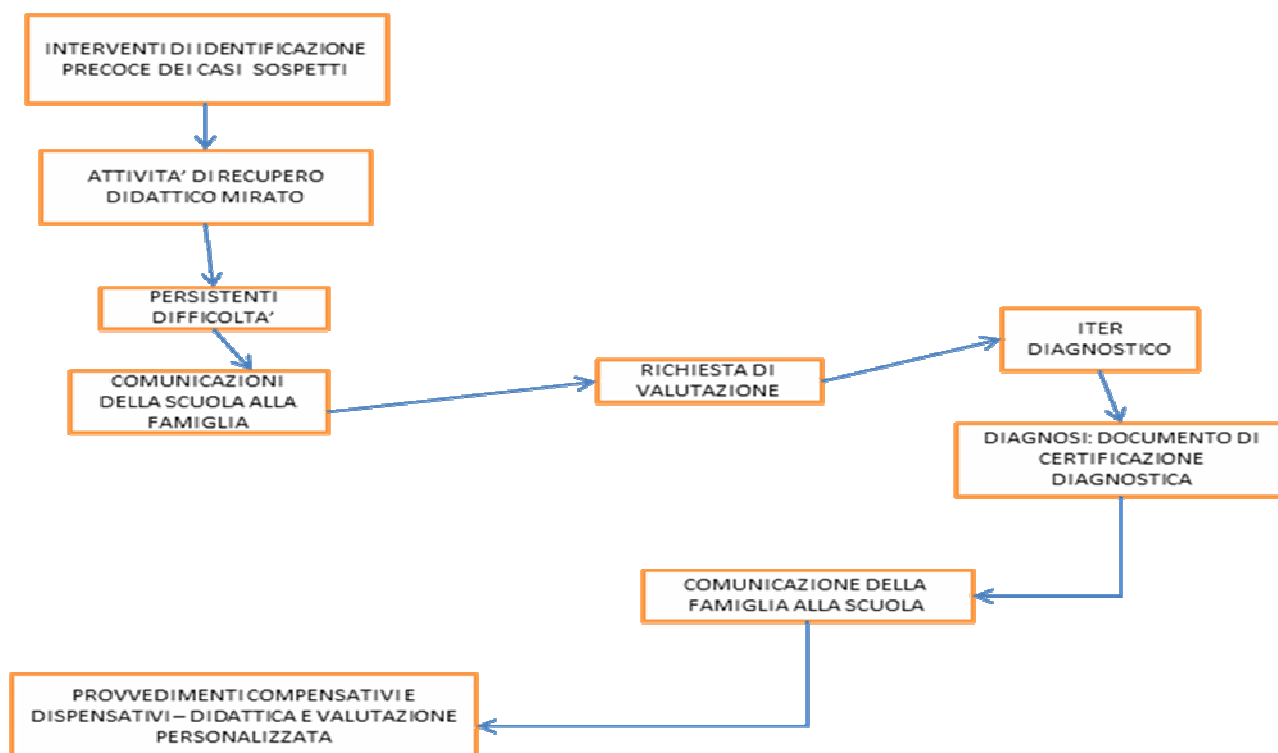 INTERVENTI DI IDENTIFICAZIONE
PRECOCE DEI CASI SOSPETTI
ATTIVITA' DI RECUPERO
DIDATTICO MIRATO
PERSISTENTI
DIFFICOLTA'
COMUNICAZIONI
DELLA SCUOLA ALLA
FAMIGLIA
RICHIESTA DI
VALUTAZIONE
ITER
DIAGNOSTICO
DIAGNOSI: DOCUMENTO DI
CERTIFICAZIONE
DIAGNOSTICA
COMUNICAZIONE DELLA
FAMIGLIA ALLA SCUOLA
PROVVEDIMENTI COMPENSATIVI E
DISPENSATIVI – DIDATTICA E VALUTAZIONE
PERSONALIZZATA